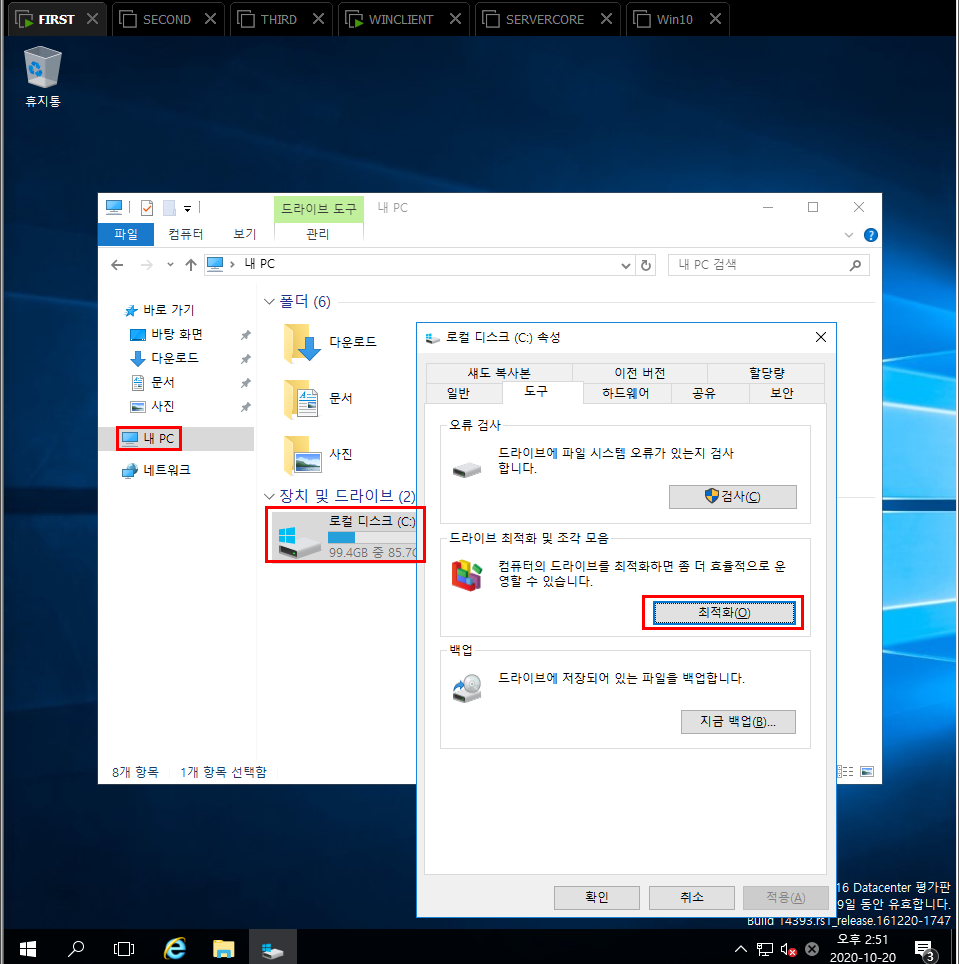 FIRST
SECOND
THIRD
WINCLIENT
SERVERCORE
Win10
휴지통
드라이브 도구
내 PC
파일
컴퓨터
보기
관리
내 PC
내 PC 검색
바로 가기
바탕 화면
다운로드
문서
사진
내 PC
네트워크
폴더 (6)
다운로드
문서
사진
장치 및 드라이브 (2)
로컬 디스크 (C:)
99.4GB 중 85.7G
8개 항목
1개 항목 선택함
로컬 디스크 (C:) 속성
섀도 복사본
이전 버전
할당량
일반
도구
하드웨어
공유
보안
오류 검사
드라이브에 파일 시스템 오류가 있는지 검사
합니다.
검사(C)
드라이브 최적화 및 조각 모음
컴퓨터의 드라이브를 최적화하면 좀 더 효율적으로 운
영할 수 있습니다.
최적화(O)
백업
드라이브에 저장되어 있는 파일을 백업합니다.
지금 백업(B)...
확인
취소
적용(A)
16 Datacenter 평가판
9일 동안 유효합니다.
Build 14393.rs1_release.161220-1747
오후 2:51
2020-10-20
3